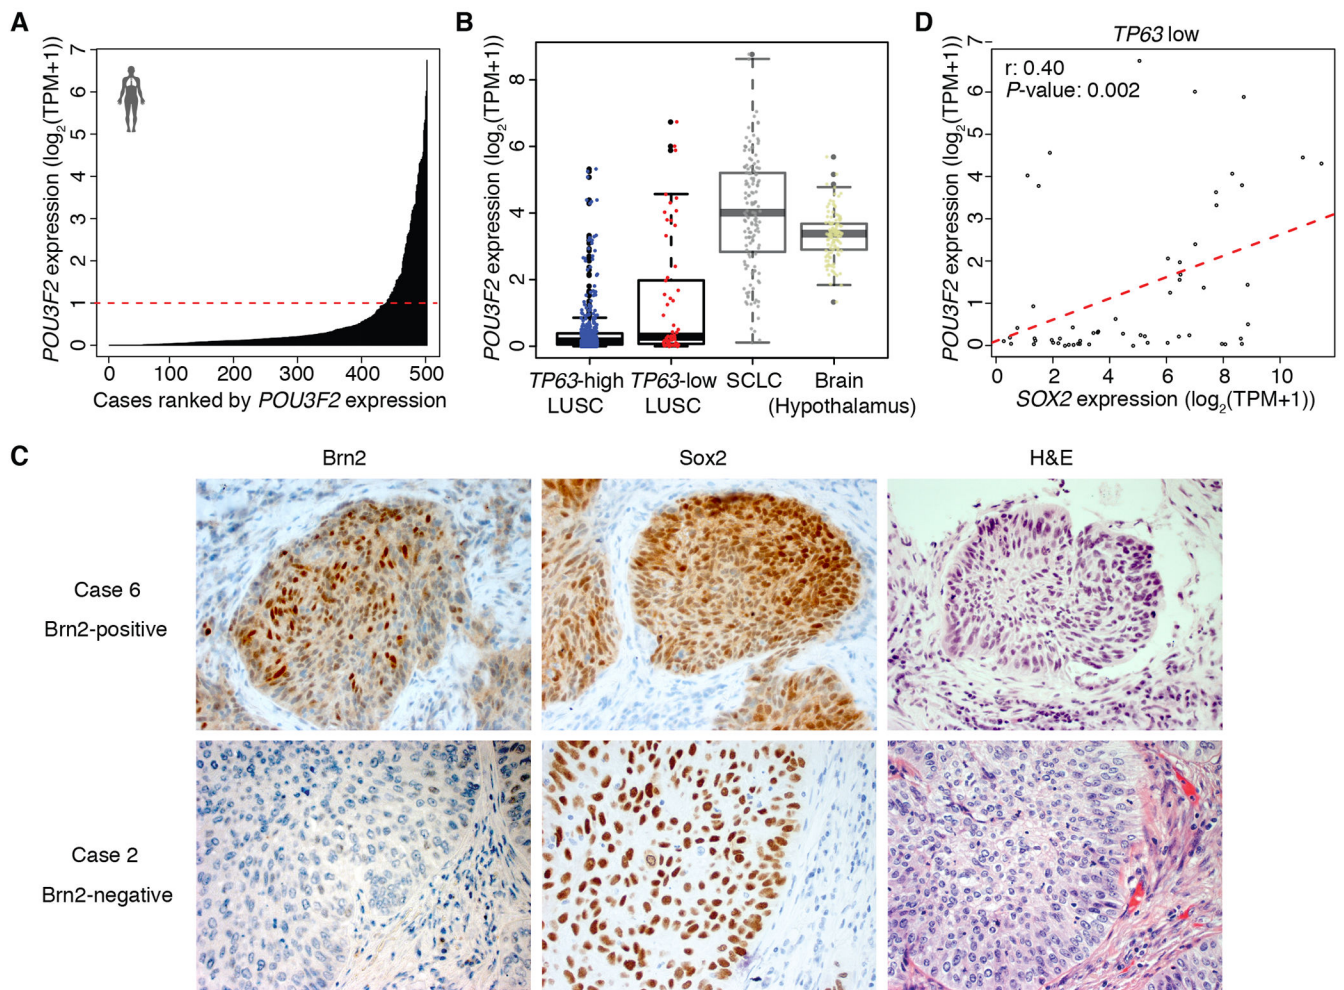 A
POU3F2 expression (log2(TPM+1))
7
6
5
4
3
2
1
0
0 100 200 300 400 500
Cases ranked by POU3F2 expression
B
POU3F2 expression (log2(TPM+1))
8
6
4
2
0
TP63-high LUSC
TP63-low LUSC
SCLC
Brain (Hypothalamus)
D
TP63 low
r: 0.40
P-value: 0.002
POU3F2 expression (log2(TPM+1))
7
6
5
4
3
2
1
0
0 2 4 6 8 10
SOX2 expression (log2(TPM+1))
C
Brn2 Sox2 H&E
Case 6
Brn2-positive
Case 2
Brn2-negative